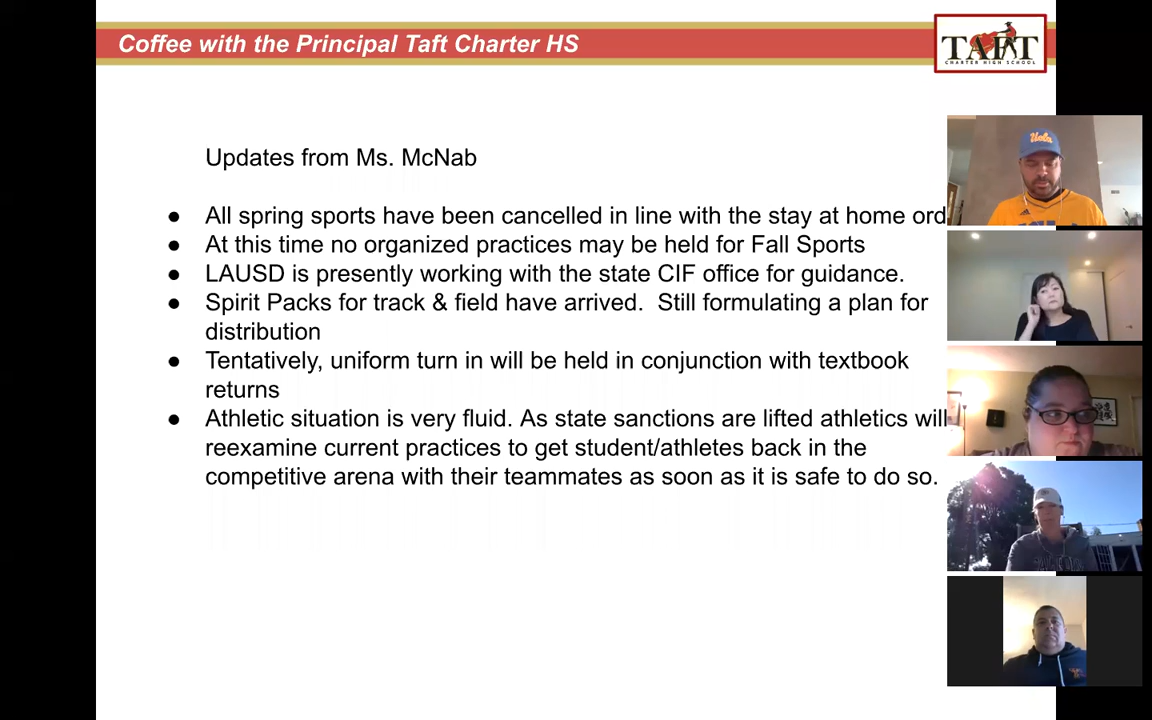 Coffee with the Principal Taft Charter HS
TAFT
CHARTER HIGH SCHOOL
Updates from Ms. McNab
● All spring sports have been cancelled in line with the stay at home ord
● At this time no organized practices may be held for Fall Sports
● LAUSD is presently working with the state CIF office for guidance.
● Spirit Packs for track & field have arrived.  Still formulating a plan for
distribution
● Tentatively, uniform turn in will be held in conjunction with textbook
returns
● Athletic situation is very fluid. As state sanctions are lifted athletics will
reexamine current practices to get student/athletes back in the
competitive arena with their teammates as soon as it is safe to do so.
Ucla